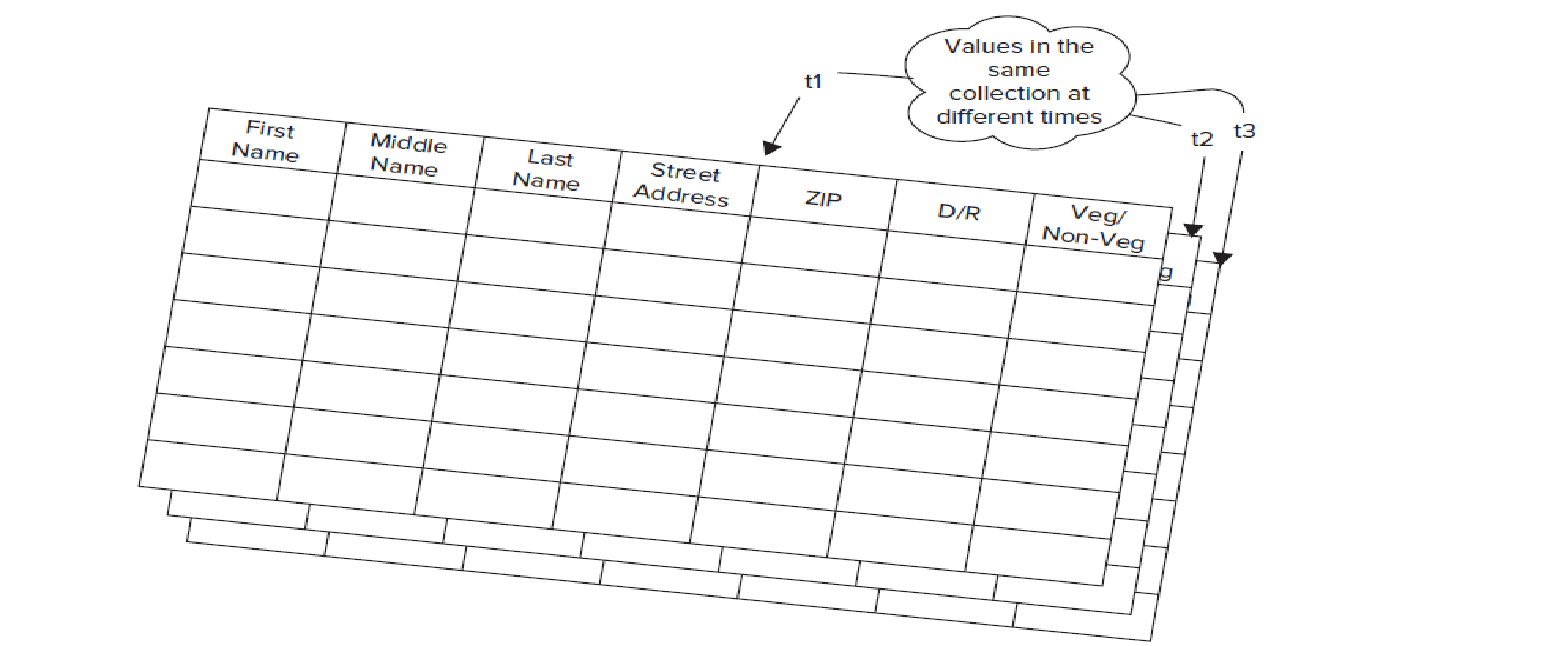 Values in the
same
collection at
different times
t1
t2
t3
First
Name
Middle
Name
Last
Name
Street
Address
ZIP
D/R
Veg/
Non-Veg
g